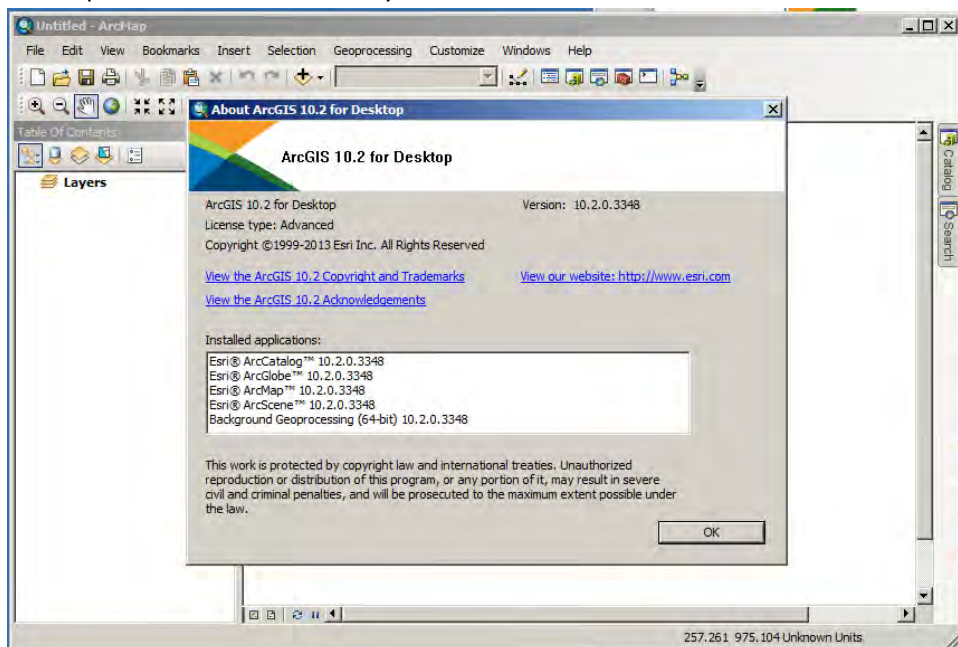 Untitled - ArcMap
File Edit View Bookmarks Insert Selection Geoprocessing Customize Windows Help
Table Of Contents
Layers
About ArcGIS 10.2 for Desktop
ArcGIS 10.2 for Desktop
ArcGIS 10.2 for Desktop Version: 10.2.0.3348
License type: Advanced
Copyright ©1999-2013 Esri Inc. All Rights Reserved
View the ArcGIS 10.2 Copyright and Trademarks View our website: http://www.esri.com
View the ArcGIS 10.2 Acknowledgements
Installed applications:
Esri® ArcCatalog™ 10.2.0.3348
Esri® ArcGlobe™ 10.2.0.3348
Esri® ArcMap™ 10.2.0.3348
Esri® ArcScene™ 10.2.0.3348
Background Geoprocessing (64-bit) 10.2.0.3348
This work is protected by copyright law and international treaties. Unauthorized
reproduction or distribution of this program, or any portion of it, may result in severe
civil and criminal penalties, and will be prosecuted to the maximum extent possible under
the law.
OK
Catalog
Search
257.261 975.104 Unknown Units